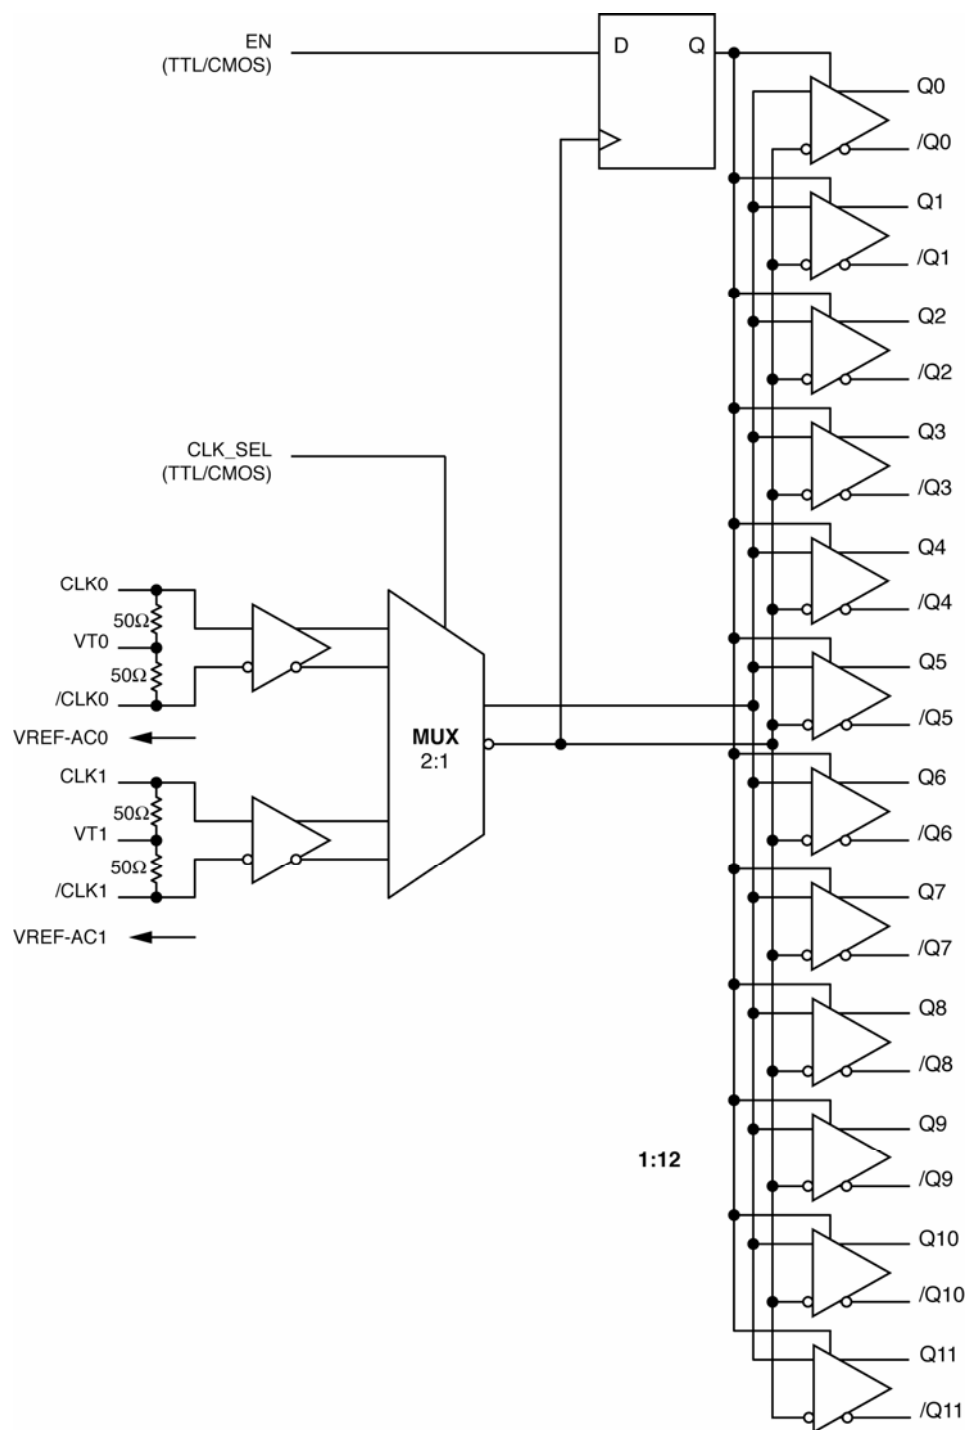 EN
(TTL/CMOS)
D
Q
Q0
/Q0
Q1
/Q1
Q2
/Q2
Q3
/Q3
CLK_SEL
(TTL/CMOS)
Q4
/Q4
CLK0
50Ω
VT0
50Ω
/CLK0
VREF-AC0
Q5
/Q5
MUX
2:1
CLK1
50Ω
VT1
50Ω
/CLK1
VREF-AC1
Q6
/Q6
Q7
/Q7
Q8
/Q8
Q9
/Q9
1:12
Q10
/Q10
Q11
/Q11